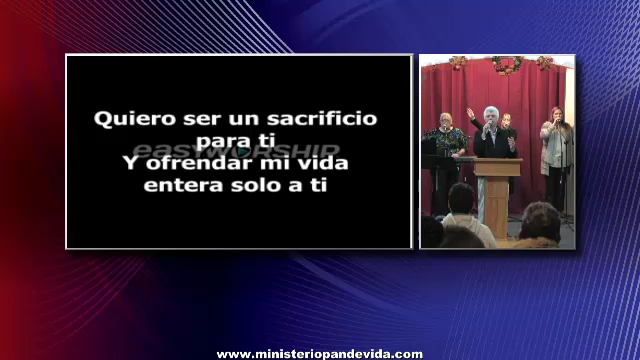 Quiero ser un sacrificio
para ti
easyworship
Y ofrendar mi vida
entera solo a ti
www.ministeriopandevida.com